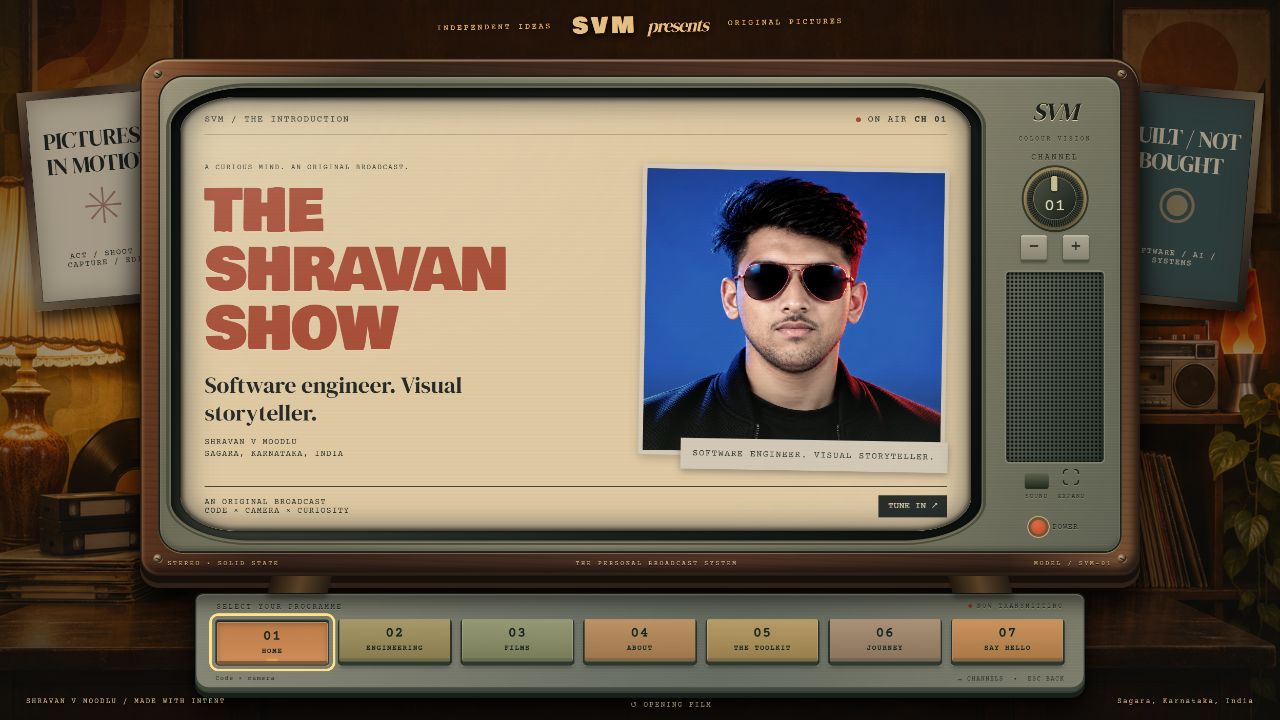 INDEPENDENT IDEAS
SVM presents
ORIGINAL PICTURES
PICTURES
IN MOTIO
ACT / SHOOT
CAPTURE / EDI
UILT / NOT
BOUGHT
FTWARE / AI /
SYSTEMS
SVM / THE INTRODUCTION
ON AIR CH 01
A CURIOUS MIND. AN ORIGINAL BROADCAST.
THE
SHRAVAN
SHOW
Software engineer. Visual
storyteller.
SHRAVAN V MOODLU
SAGARA, KARNATAKA, INDIA
SOFTWARE ENGINEER. VISUAL STORYTELLER.
AN ORIGINAL BROADCAST
CODE × CAMERA × CURIOSITY
TUNE IN ↗
SVM
COLOUR VISION
CHANNEL
01
− +
SOUND EXPAND
POWER
STEREO • SOLID STATE
THE PERSONAL BROADCAST SYSTEM
MODEL / SVM-01
SELECT YOUR PROGRAMME
NOW TRANSMITTING
01
HOME
02
ENGINEERING
03
FILMS
04
ABOUT
05
THE TOOLKIT
06
JOURNEY
07
SAY HELLO
Code × camera
↔ CHANNELS • ESC BACK
SHRAVAN V MOODLU / MADE WITH INTENT
↺ OPENING FILM
Sagara, Karnataka, India